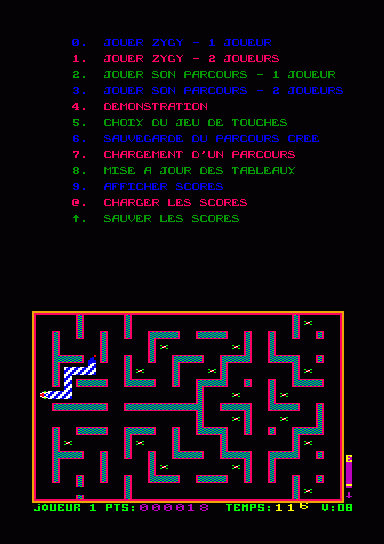 0. JOUER ZYGY - 1 JOUEUR
1. JOUER ZYGY - 2 JOUEURS
2. JOUER SON PARCOURS - 1 JOUEUR
3. JOUER SON PARCOURS - 2 JOUEURS
4. DEMONSTRATION
5. CHOIX DU JEU DE TOUCHES
6. SAUVEGARDE DU PARCOURS CREE
7. CHARGEMENT D'UN PARCOURS
8. MISE A JOUR DES TABLEAUX
9. AFFICHER SCORES
@. CHARGER LES SCORES
↑. SAUVER LES SCORES
JOUEUR 1 PTS:000018 TEMPS:116 V:08